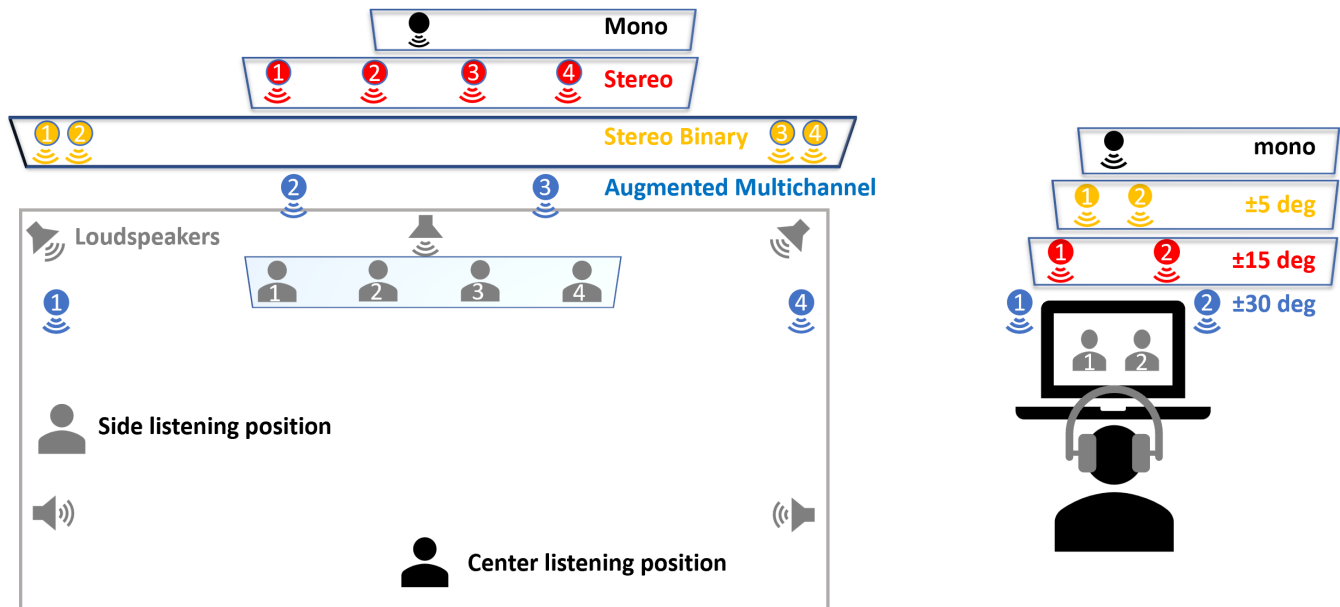 Mono
1 2 3 4 Stereo
1 2 Stereo Binary 3 4
2 3 Augmented Multichannel
Loudspeakers
1 2 3 4
1 4
Side listening position
Center listening position
mono
1 2 ±5 deg
1 2 ±15 deg
1 2 ±30 deg
1 2